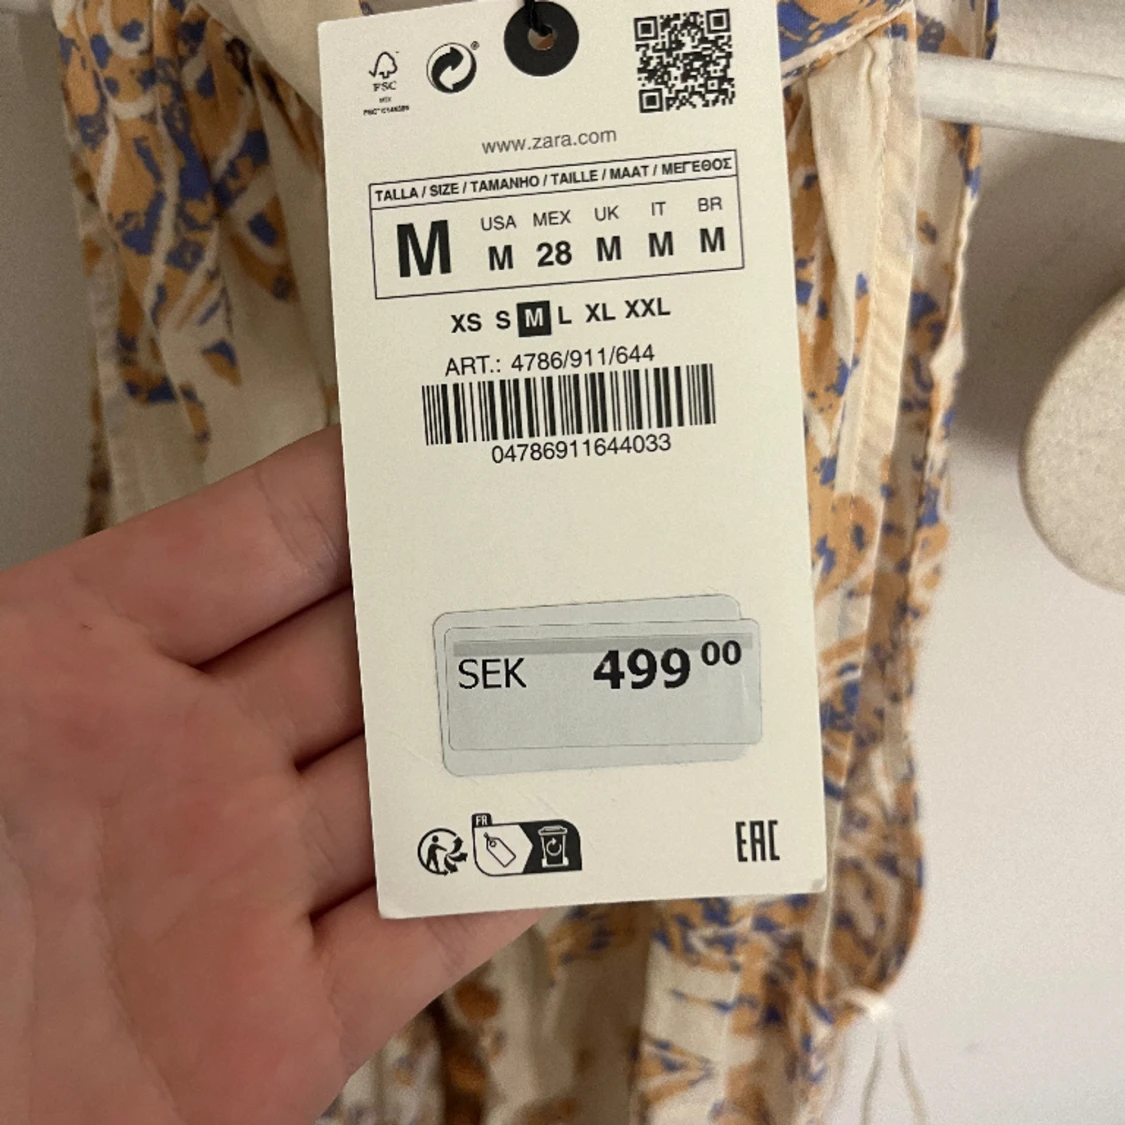 FSC
MIX
www.zara.com
TALLA / SIZE / TAMANHO / TAILLE / MAAT / ΜΕΓΕΘΟΣ
M
USA MEX UK IT BR
M 28 M M M
XS S M L XL XXL
ART.: 4786/911/644
04786911644033
SEK 499 00
FR
EAC